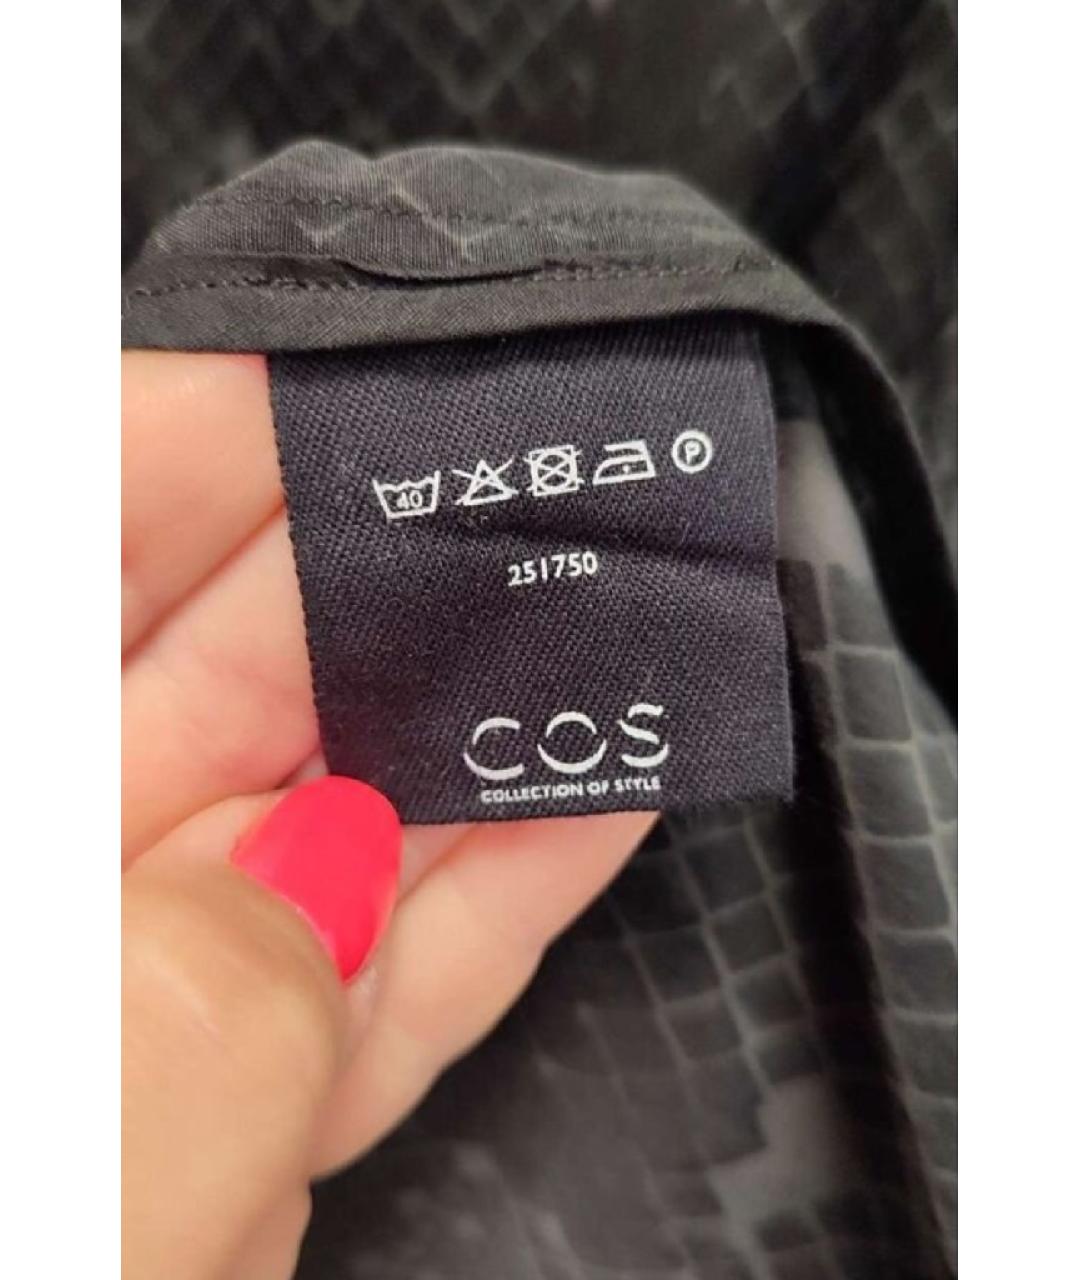 40 P
251750
COS
COLLECTION OF STYLE